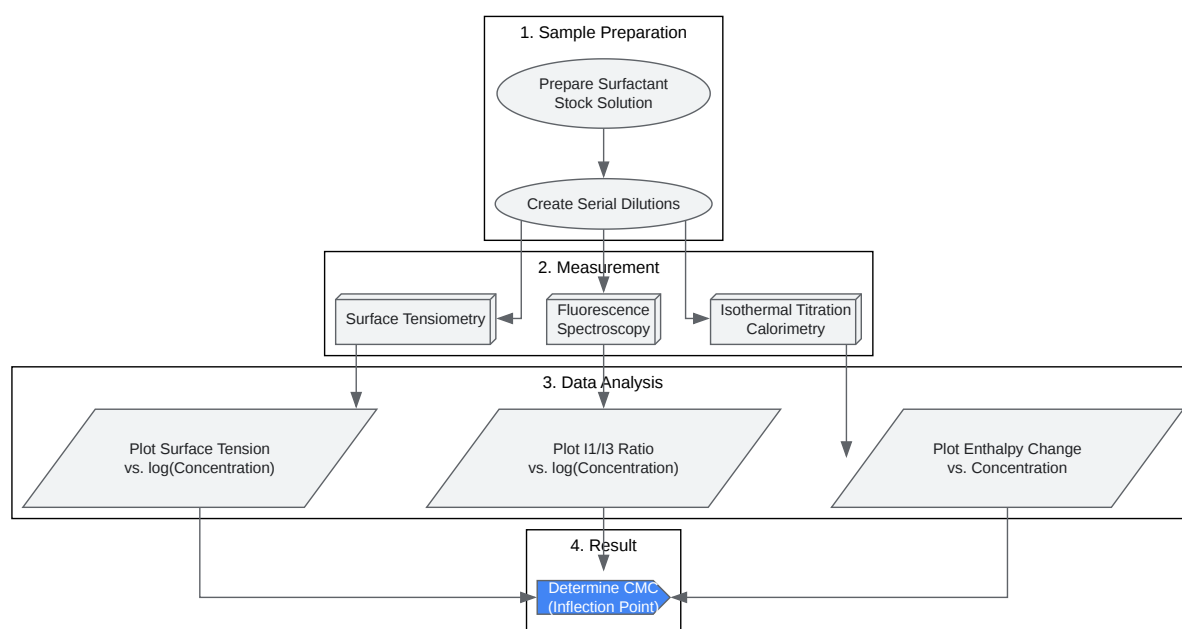 1. Sample Preparation
Prepare Surfactant
Stock Solution
Create Serial Dilutions
2. Measurement
Surface Tensiometry
Fluorescence
Spectroscopy
Isothermal Titration
Calorimetry
3. Data Analysis
Plot Surface Tension
vs. log(Concentration)
Plot I1/I3 Ratio
vs. log(Concentration)
Plot Enthalpy Change
vs. Concentration
4. Result
Determine CMC
(Inflection Point)